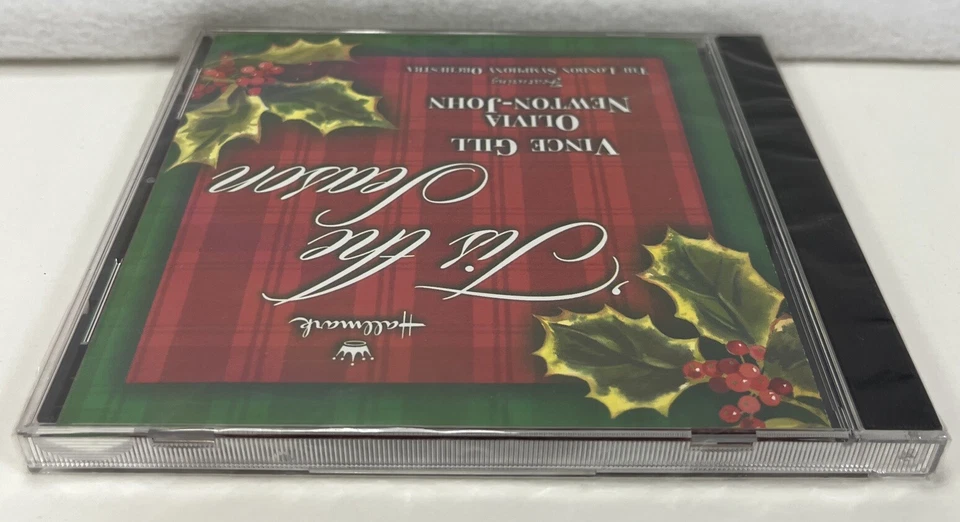 Hallmark
'Tis the
Season
VINCE GILL
OLIVIA
NEWTON-JOHN
Featuring
THE LONDON SYMPHONY ORCHESTRA